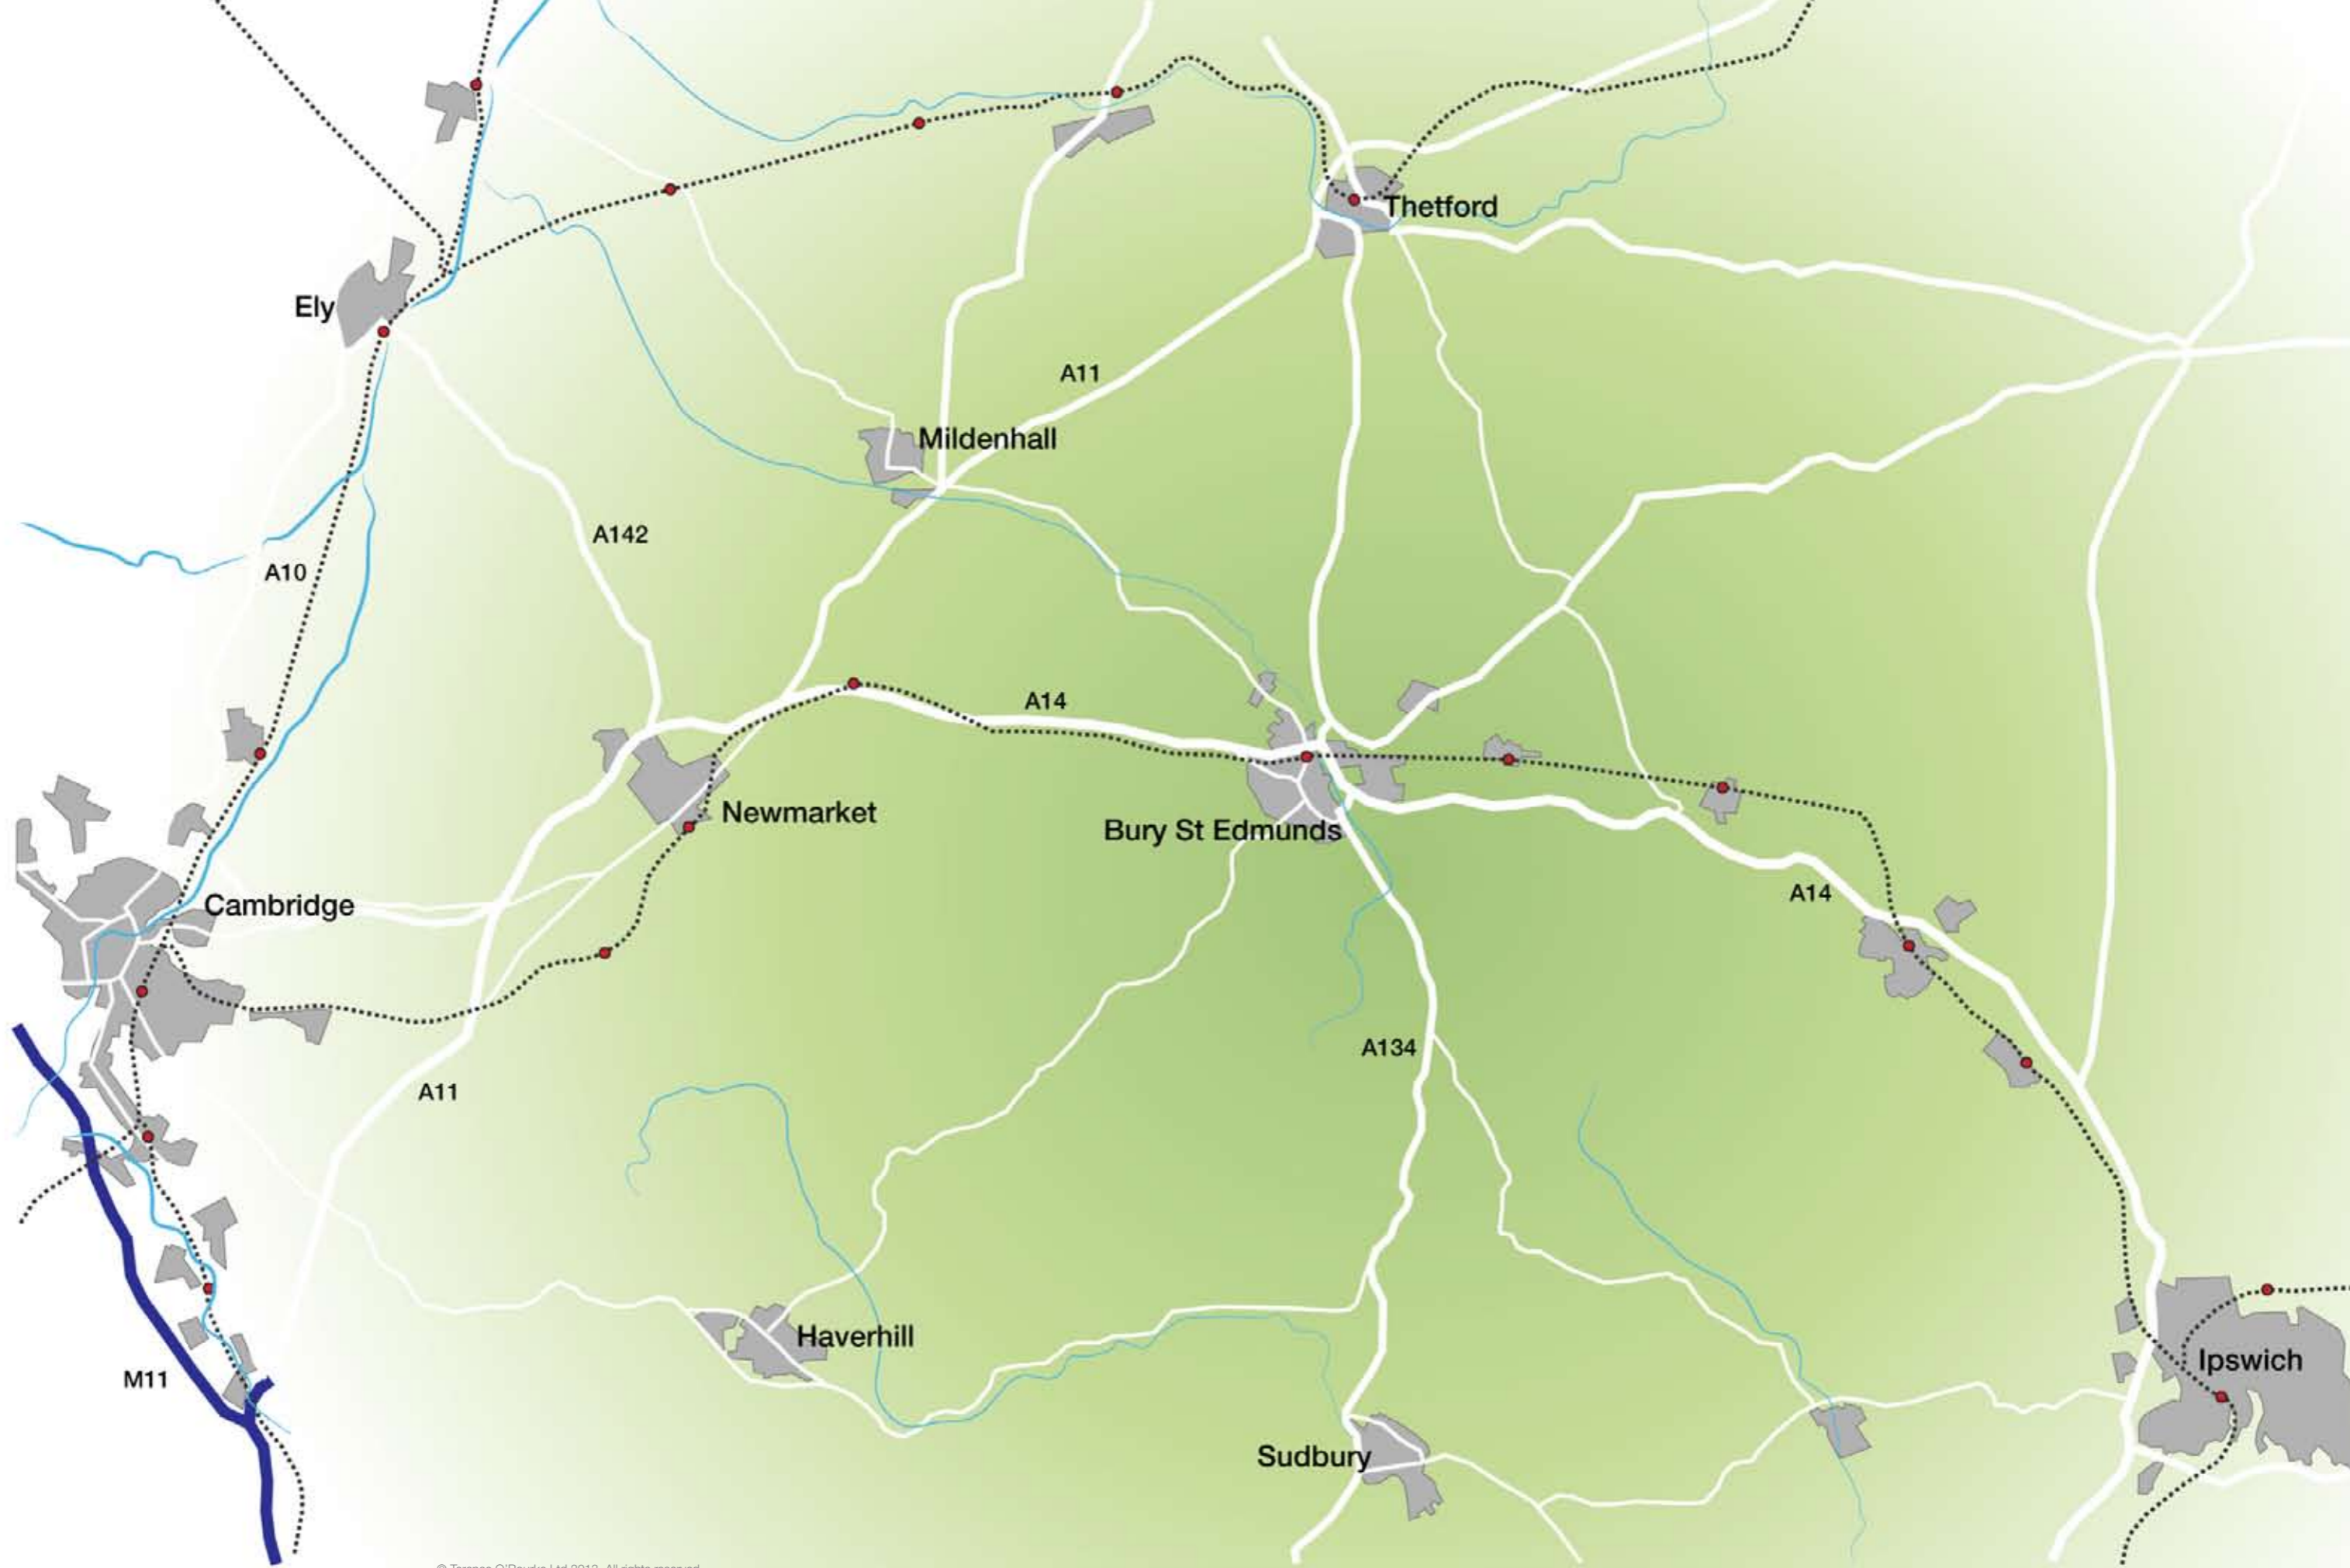 Thetford
Ely
A11
Mildenhall
A142
A10
A14
Newmarket
Bury St Edmunds
A14
Cambridge
A134
A11
Haverhill
Ipswich
M11
Sudbury